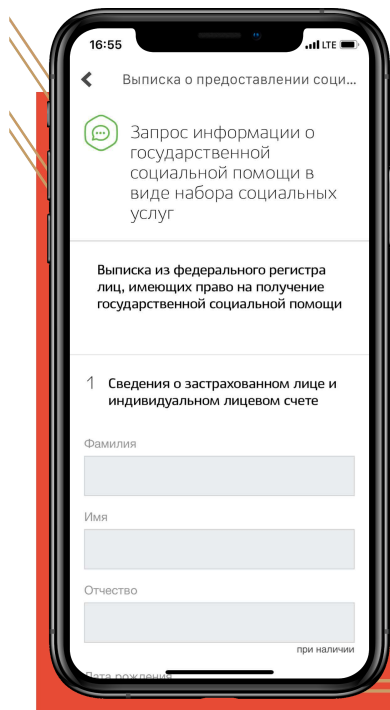 16:55
LTE
Выписка о предоставлении соци...
Запрос информации о
государственной
социальной помощи в
виде набора социальных
услуг
Выписка из федерального регистра
лиц, имеющих право на получение
государственной социальной помощи
1 Сведения о застрахованном лице и
индивидуальном лицевом счете
Фамилия
Имя
Отчество
при наличии
Дата рождения